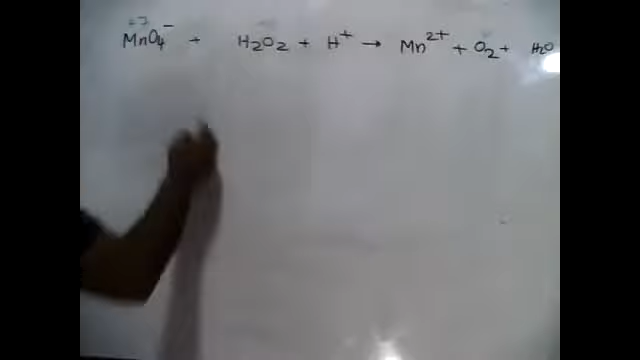 +7
MnO4⁻ + H2O2 + H⁺ → Mn²⁺ + O2 + H2O